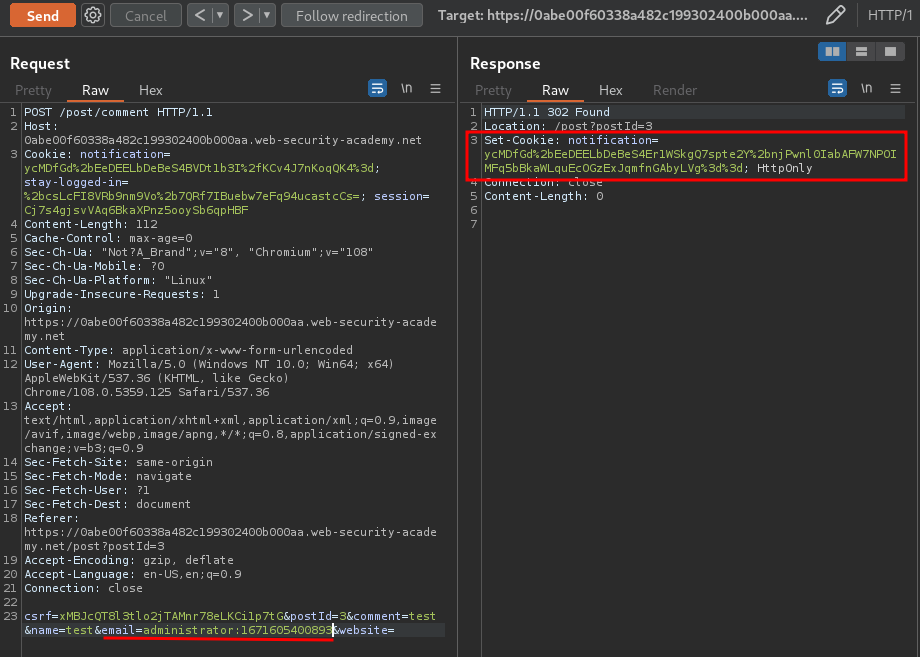 Send Cancel < > Follow redirection Target: https://0abe00f60338a482c199302400b000aa.... HTTP/1
Request
Pretty Raw Hex \n
1 POST /post/comment HTTP/1.1
2 Host:
0abe00f60338a482c199302400b000aa.web-security-academy.net
3 Cookie: notification=
ycMDfGd%2bEeDEELbDeBeS4BVDt1b3I%2fKCv4J7nKoqQK4%3d;
stay-logged-in=
%2bcsLcFI8VRb9nm9Vo%2b7QRf7IBuebw7eFq94ucastcCs=; session=
Cj7s4gjsvVAq6BkaXPnz5ooySb6qpHBF
4 Content-Length: 112
5 Cache-Control: max-age=0
6 Sec-Ch-Ua: "Not?A_Brand";v="8", "Chromium";v="108"
7 Sec-Ch-Ua-Mobile: ?0
8 Sec-Ch-Ua-Platform: "Linux"
9 Upgrade-Insecure-Requests: 1
10 Origin:
https://0abe00f60338a482c199302400b000aa.web-security-acade
my.net
11 Content-Type: application/x-www-form-urlencoded
12 User-Agent: Mozilla/5.0 (Windows NT 10.0; Win64; x64)
AppleWebKit/537.36 (KHTML, like Gecko)
Chrome/108.0.5359.125 Safari/537.36
13 Accept:
text/html,application/xhtml+xml,application/xml;q=0.9,image
/avif,image/webp,image/apng,*/*;q=0.8,application/signed-ex
change;v=b3;q=0.9
14 Sec-Fetch-Site: same-origin
15 Sec-Fetch-Mode: navigate
16 Sec-Fetch-User: ?1
17 Sec-Fetch-Dest: document
18 Referer:
https://0abe00f60338a482c199302400b000aa.web-security-acade
my.net/post?postId=3
19 Accept-Encoding: gzip, deflate
20 Accept-Language: en-US,en;q=0.9
21 Connection: close
22
23 csrf=xMBJcQT8l3tlo2jTAMnr78eLKCi1p7tG&postId=3&comment=test
&name=test&email=administrator:1671605400893&website=
Response
Pretty Raw Hex Render \n
1 HTTP/1.1 302 Found
2 Location: /post?postId=3
3 Set-Cookie: notification=
ycMDfGd%2bEeDEELbDeBeS4Er1WSkgQ7spte2Y%2bnjPwnl0IabAFW7NPOI
MFq5bBkaWLquEcOGzExJqmfnGAbyLVg%3d%3d; HttpOnly
4 Connection: close
5 Content-Length: 0
6
7